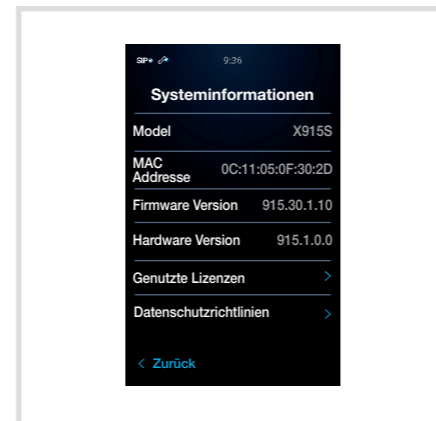 SIP
9:36
Systeminformationen
Model X915S
MAC
Addresse 0C:11:05:0F:30:2D
Firmware Version 915.30.1.10
Hardware Version 915.1.0.0
Genutzte Lizenzen >
Datenschutzrichtlinien >
< Zurück